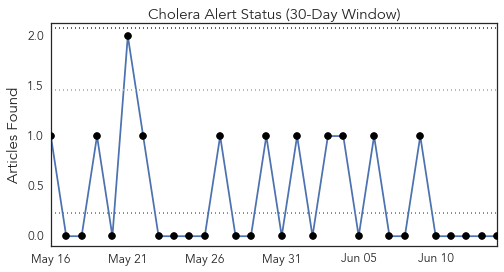 Cholera Alert Status (30-Day Window)
Articles Found
2.0
1.5
1.0
0.5
0.0
May 16 May 21 May 26 May 31 Jun 05 Jun 10